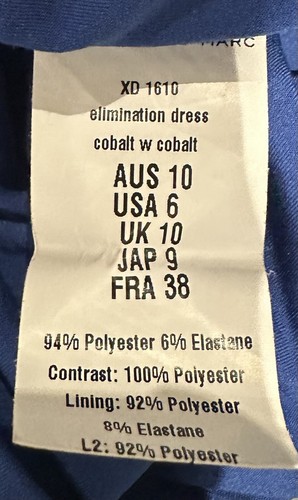 MARC
XD 1610
elimination dress
cobalt w cobalt
AUS 10
USA 6
UK 10
JAP 9
FRA 38
94% Polyester 6% Elastane
Contrast: 100% Polyester
Lining: 92% Polyester
8% Elastane
L2: 92% Polyester